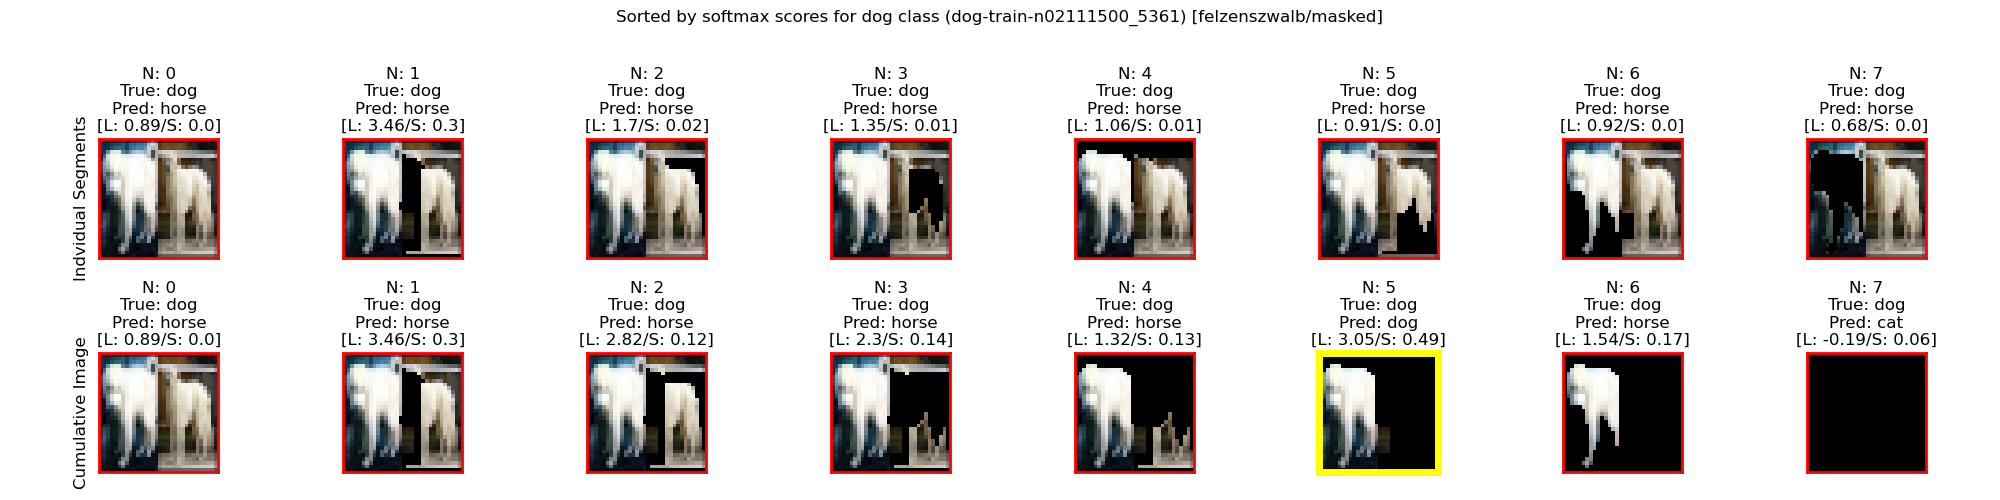 Sorted by softmax scores for dog class (dog-train-n02111500_5361) [felzenszwalb/masked]
Indvidual Segments
N: 0
True: dog
Pred: horse
[L: 0.89/S: 0.0]
N: 1
True: dog
Pred: horse
[L: 3.46/S: 0.3]
N: 2
True: dog
Pred: horse
[L: 1.7/S: 0.02]
N: 3
True: dog
Pred: horse
[L: 1.35/S: 0.01]
N: 4
True: dog
Pred: horse
[L: 1.06/S: 0.01]
N: 5
True: dog
Pred: horse
[L: 0.91/S: 0.0]
N: 6
True: dog
Pred: horse
[L: 0.92/S: 0.0]
N: 7
True: dog
Pred: horse
[L: 0.68/S: 0.0]
Cumulative Image
N: 0
True: dog
Pred: horse
[L: 0.89/S: 0.0]
N: 1
True: dog
Pred: horse
[L: 3.46/S: 0.3]
N: 2
True: dog
Pred: horse
[L: 2.82/S: 0.12]
N: 3
True: dog
Pred: horse
[L: 2.3/S: 0.14]
N: 4
True: dog
Pred: horse
[L: 1.32/S: 0.13]
N: 5
True: dog
Pred: dog
[L: 3.05/S: 0.49]
N: 6
True: dog
Pred: horse
[L: 1.54/S: 0.17]
N: 7
True: dog
Pred: cat
[L: -0.19/S: 0.06]